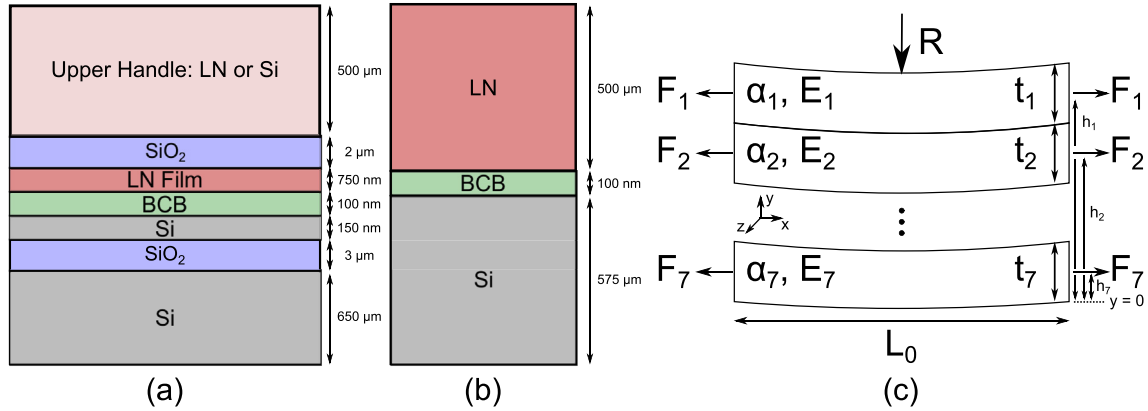 Upper Handle: LN or Si
500 µm
SiO₂
2 µm
LN Film
750 nm
BCB
100 nm
Si
150 nm
SiO₂
3 µm
Si
650 µm
(a)
LN
500 µm
BCB
100 nm
Si
575 µm
(b)
R
F₁ α₁, E₁ t₁ F₁
h₁
F₂ α₂, E₂ t₂ F₂
h₂
y
z x
F₇ α₇, E₇ t₇ h₇ F₇
y = 0
L₀
(c)